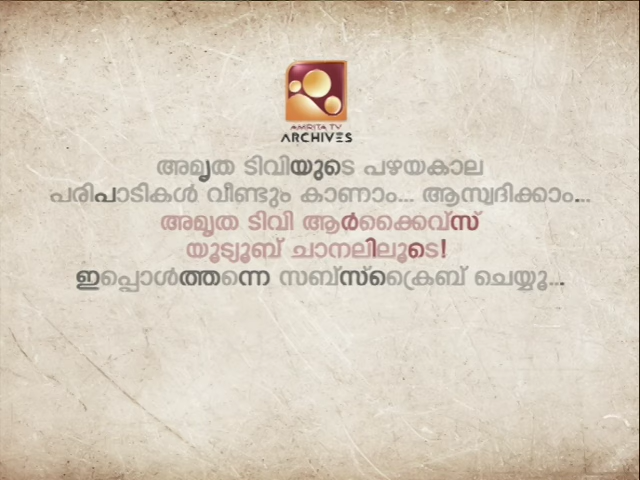 AMRITA TV
ARCHIVES
അമൃത ടിവിയുടെ പഴയകാല
പരിപാടികൾ വീണ്ടും കാണാം... ആസ്വദിക്കാം...
അമൃത ടിവി ആർക്കൈവ്സ്
യൂട്യൂബ് ചാനലിലൂടെ!
ഇപ്പൊൾത്തന്നെ സബ്സ്ക്രൈബ് ചെയ്യൂ...